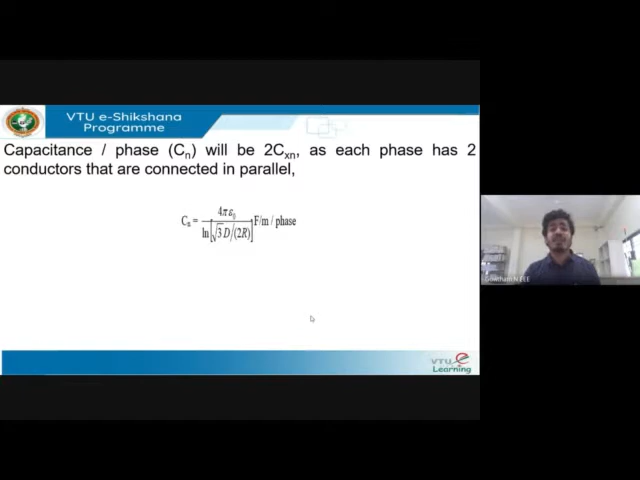 VTU e-Shikshana
Programme
Capacitance / phase (Cₙ) will be 2Cₓₙ, as each phase has 2
conductors that are connected in parallel,
Cₙ = 4πε₀ / ln[√3 D/(2R)] F/m / phase
VTU e
Learning